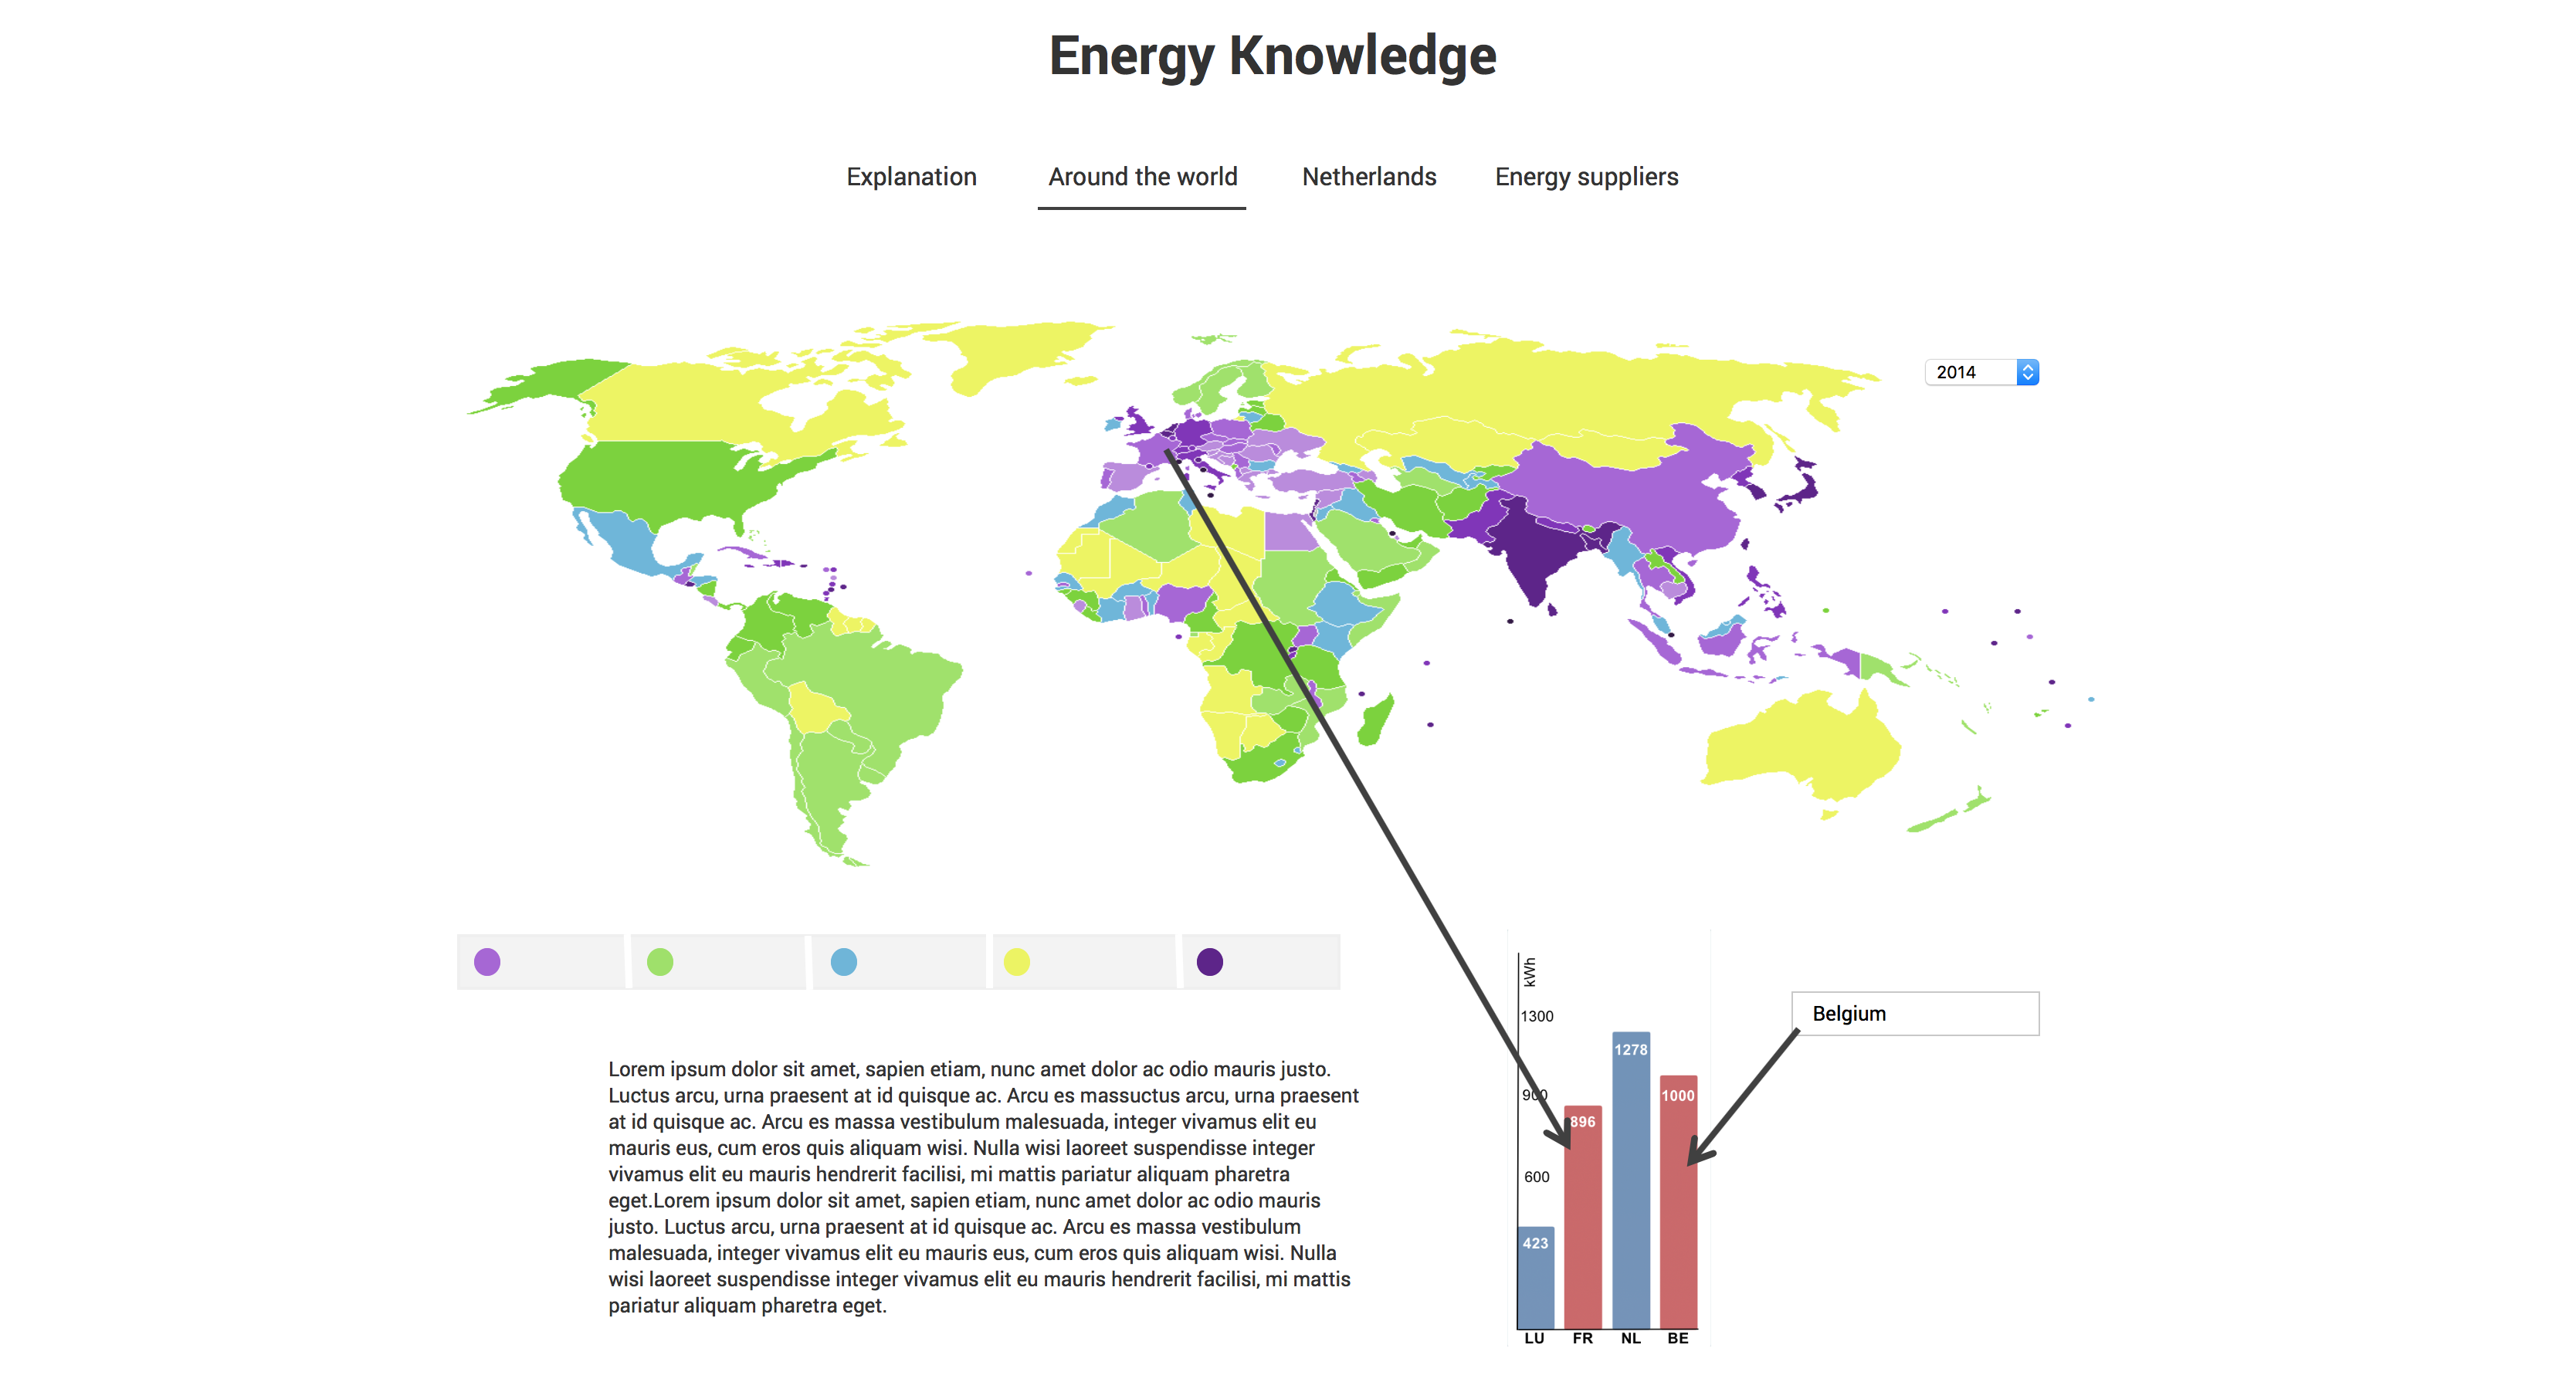 Energy Knowledge
Explanation
Around the world
Netherlands
Energy suppliers
2014
Lorem ipsum dolor sit amet, sapien etiam, nunc amet dolor ac odio mauris justo.
Luctus arcu, urna praesent at id quisque ac. Arcu es massuctus arcu, urna praesent
at id quisque ac. Arcu es massa vestibulum malesuada, integer vivamus elit eu
mauris eus, cum eros quis aliquam wisi. Nulla wisi laoreet suspendisse integer
vivamus elit eu mauris hendrerit facilisi, mi mattis pariatur aliquam pharetra
eget.Lorem ipsum dolor sit amet, sapien etiam, nunc amet dolor ac odio mauris
justo. Luctus arcu, urna praesent at id quisque ac. Arcu es massa vestibulum
malesuada, integer vivamus elit eu mauris eus, cum eros quis aliquam wisi. Nulla
wisi laoreet suspendisse integer vivamus elit eu mauris hendrerit facilisi, mi mattis
pariatur aliquam pharetra eget.
kWh
1300
900
600
423
896
1278
1000
LU
FR
NL
BE
Belgium